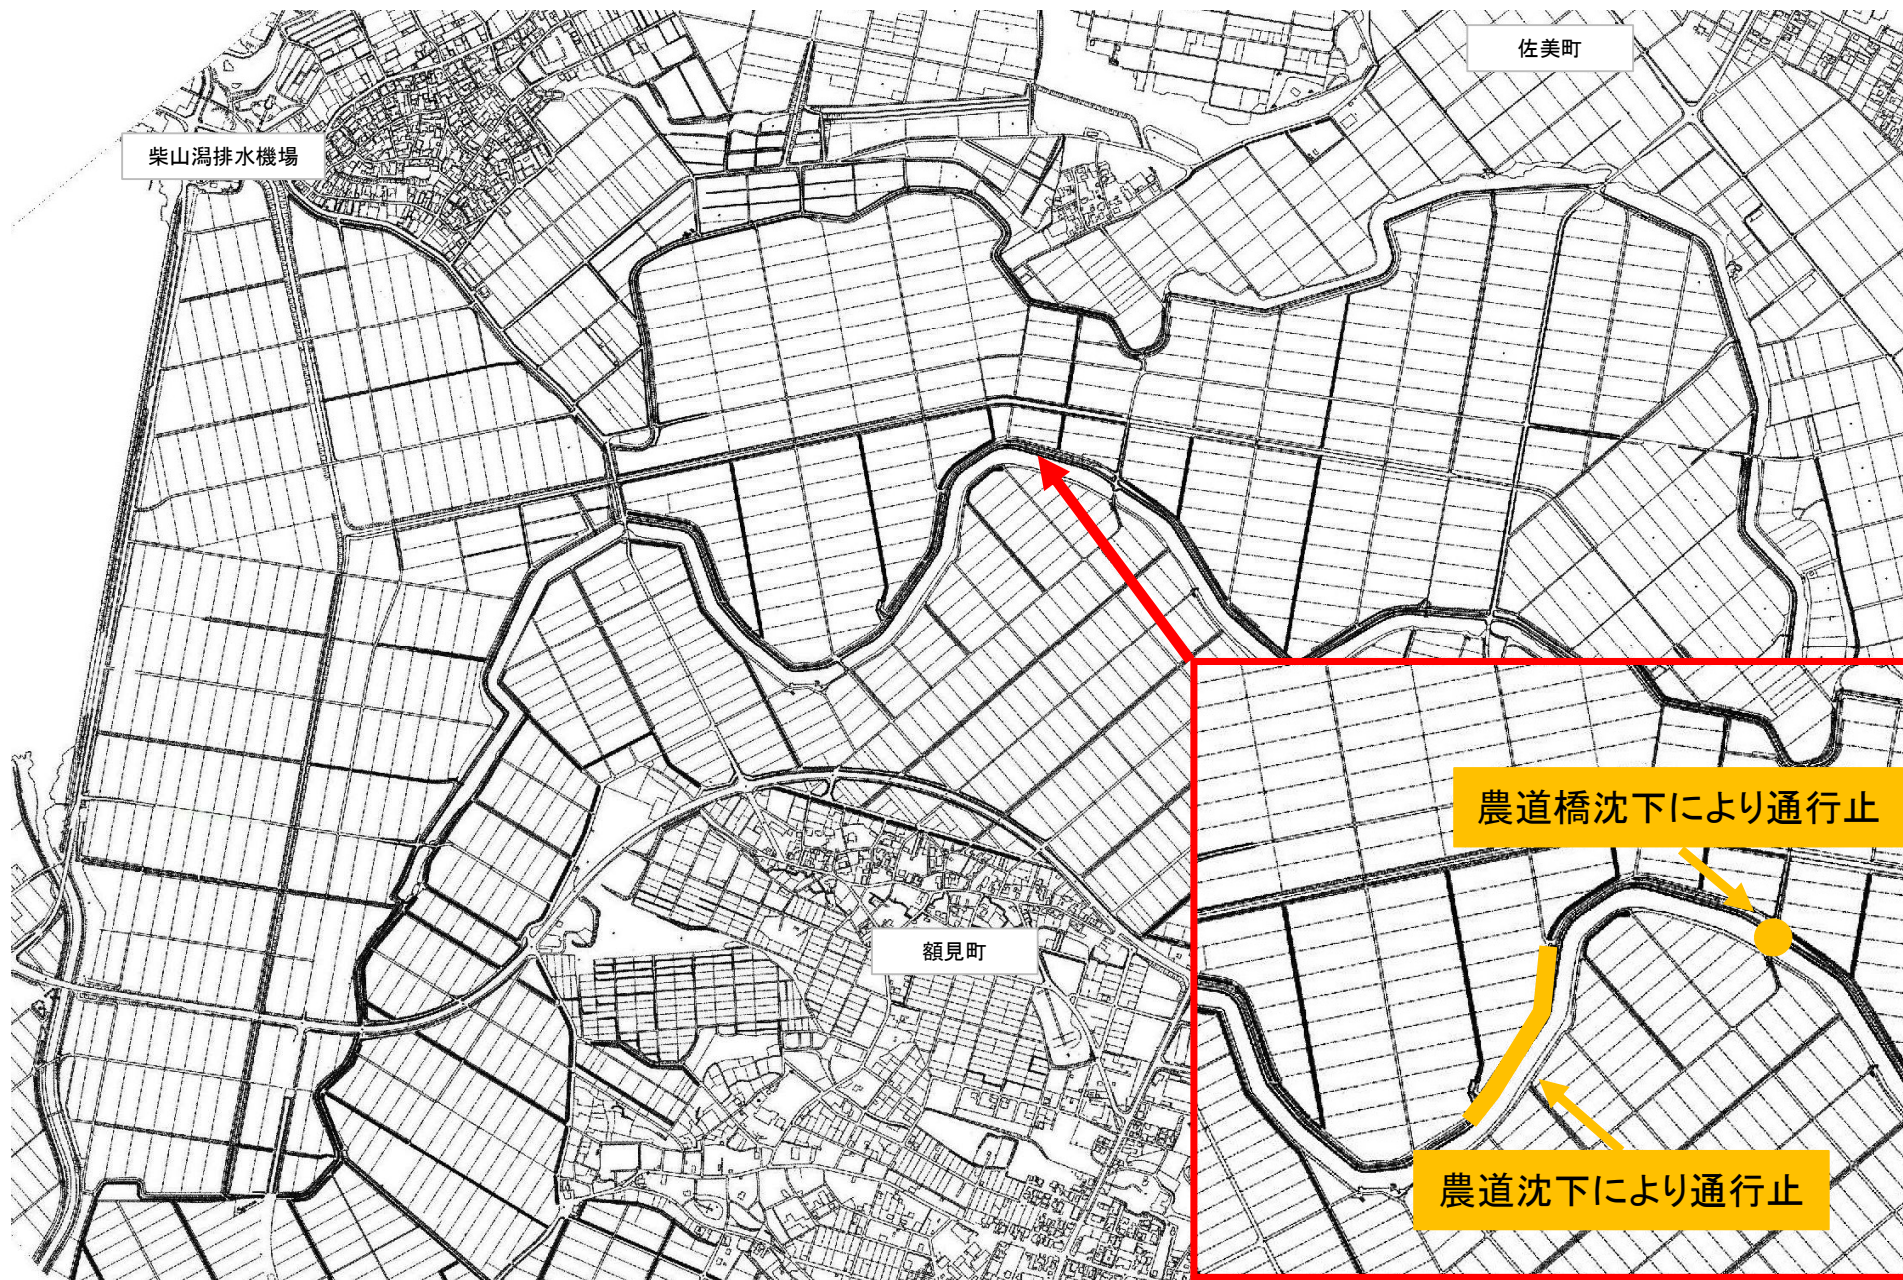 佐美町
柴山潟排水機場
農道橋沈下により通行止
額見町
農道沈下により通行止